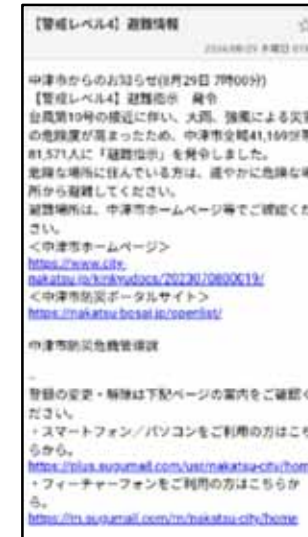 【警戒レベル4】避難情報
中津市からのお知らせ(8月29日 7時00分)
【警戒レベル4】避難指示 発令
台風第10号の接近に伴い、大雨、強風による災害
の危険度が高まったため、中津市全域41,169世帯
81,571人に「避難指示」を発令しました。
危険な場所に住んでいる方は、速やかに危険な場
所から避難してください。
避難場所は、中津市ホームページ等でご確認くだ
さい。
<中津市ホームページ>
https://www.city-
nakatsu.jp/kinkyudocs/2023070800019/
<中津市防災ポータルサイト>
https://nakatsu-bosai.jp/openlist/
中津市防災危機管理課
--
登録の変更・解除は下記ページの案内をご確認く
ださい。
・スマートフォン/パソコンをご利用の方はこち
らから。
https://plus.sugumail.com/usr/nakatsu-city/hom
・フィーチャーフォンをご利用の方はこちらか
ら。
https://m.sugumail.com/m/nakatsu-city/home